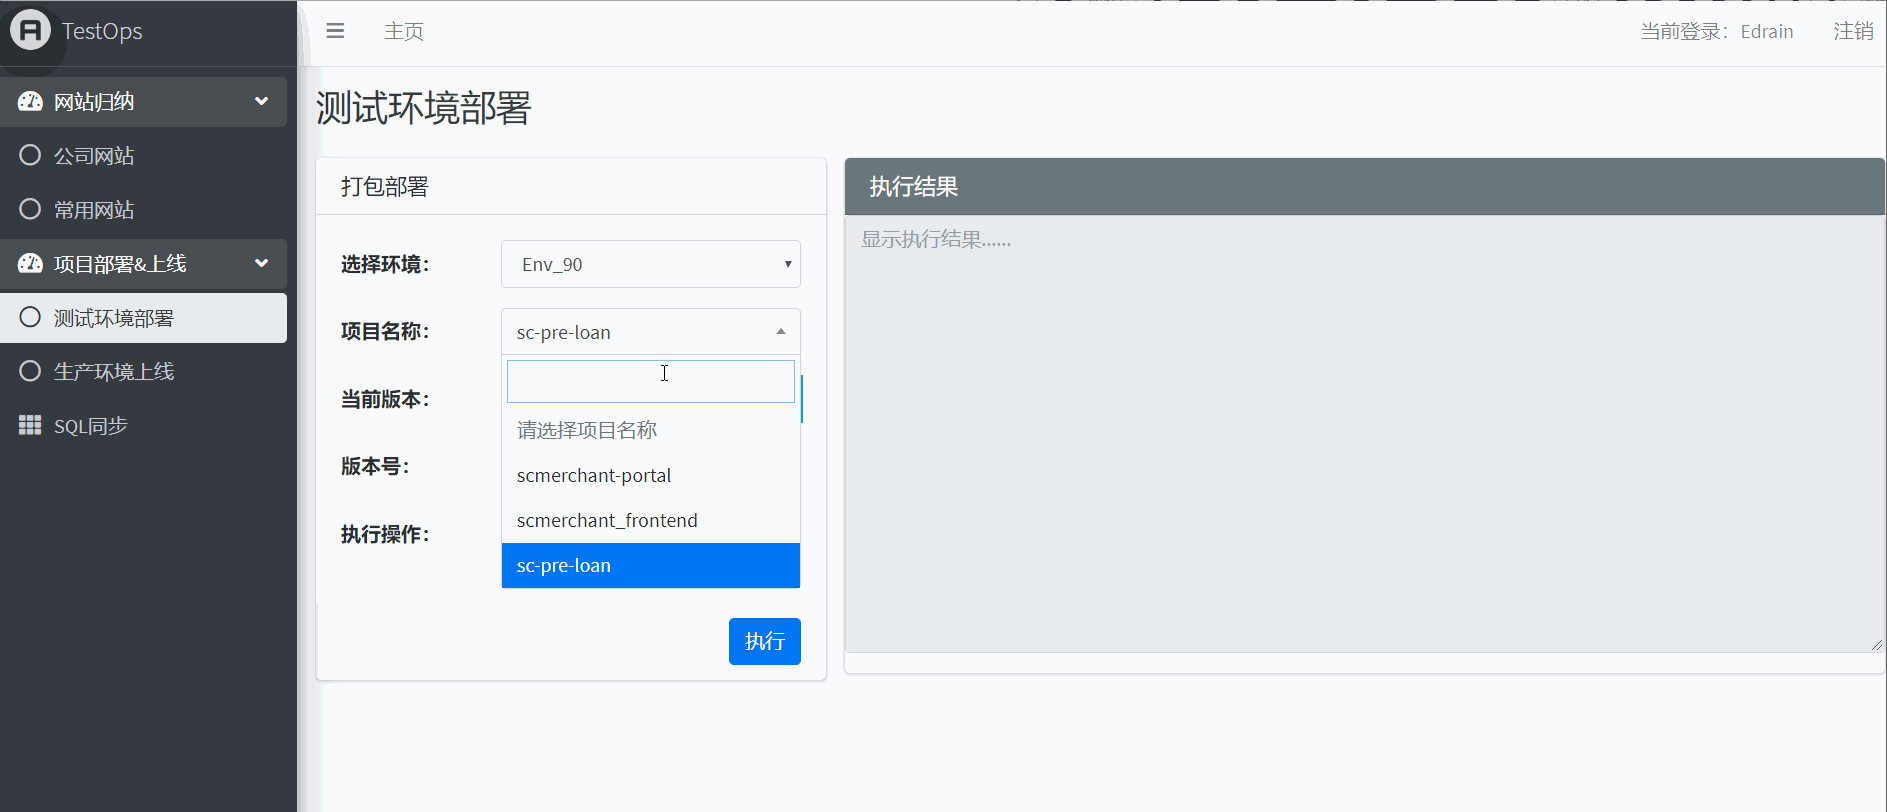 TestOps
主页
当前登录：Edrain
注销
网站归纳
公司网站
常用网站
项目部署&上线
测试环境部署
生产环境上线
SQL同步
测试环境部署
打包部署
选择环境：
Env_90
项目名称：
sc-pre-loan
请选择项目名称
scmerchant-portal
scmerchant_frontend
sc-pre-loan
当前版本：
版本号：
执行操作：
执行
执行结果
显示执行结果......